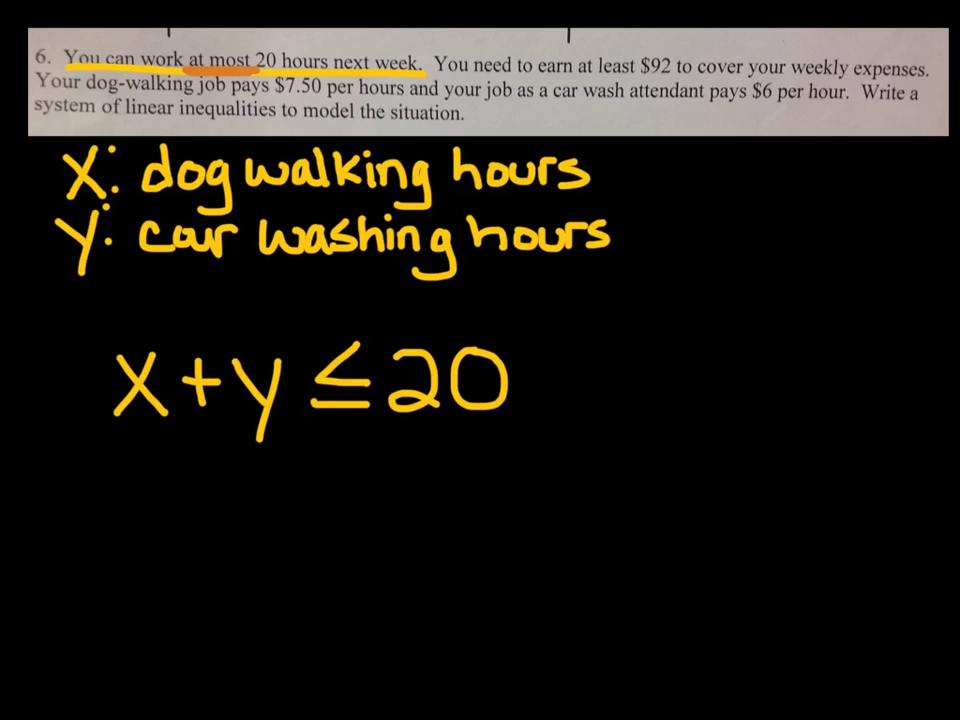 6. You can work at most 20 hours next week. You need to earn at least $92 to cover your weekly expenses.
Your dog-walking job pays $7.50 per hours and your job as a car wash attendant pays $6 per hour. Write a
system of linear inequalities to model the situation.
X: dog walking hours
Y: car washing hours
x+y ≤ 20